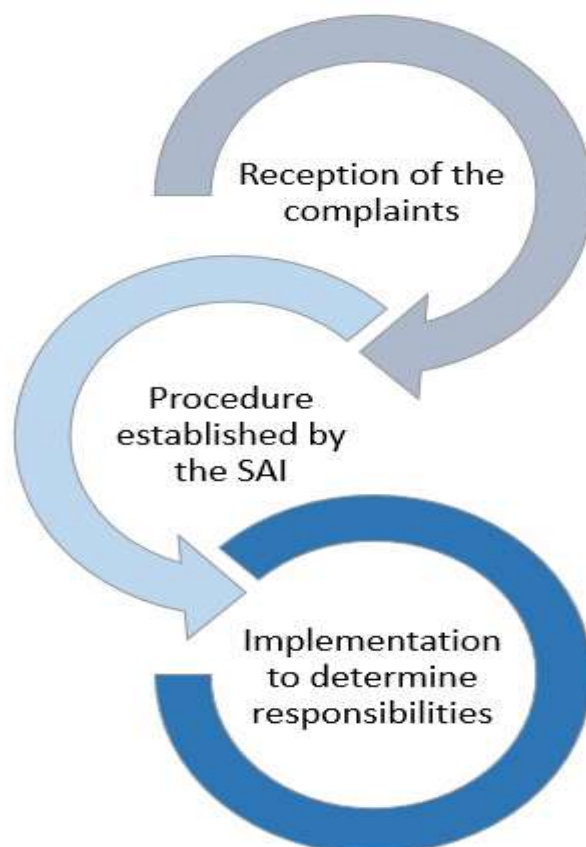 Reception of the
complaints
Procedure
established by
the SAI
Implementation
to determine
responsibilities